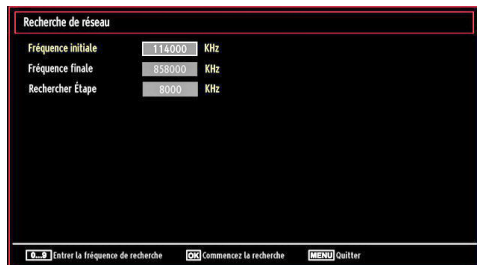 Recherche de réseau
Fréquence initiale 114000 KHz
Fréquence finale 858000 KHz
Rechercher Étape 8000 KHz
0...9 Entrer la fréquence de recherche OK Commencez la recherche MENU Quitter